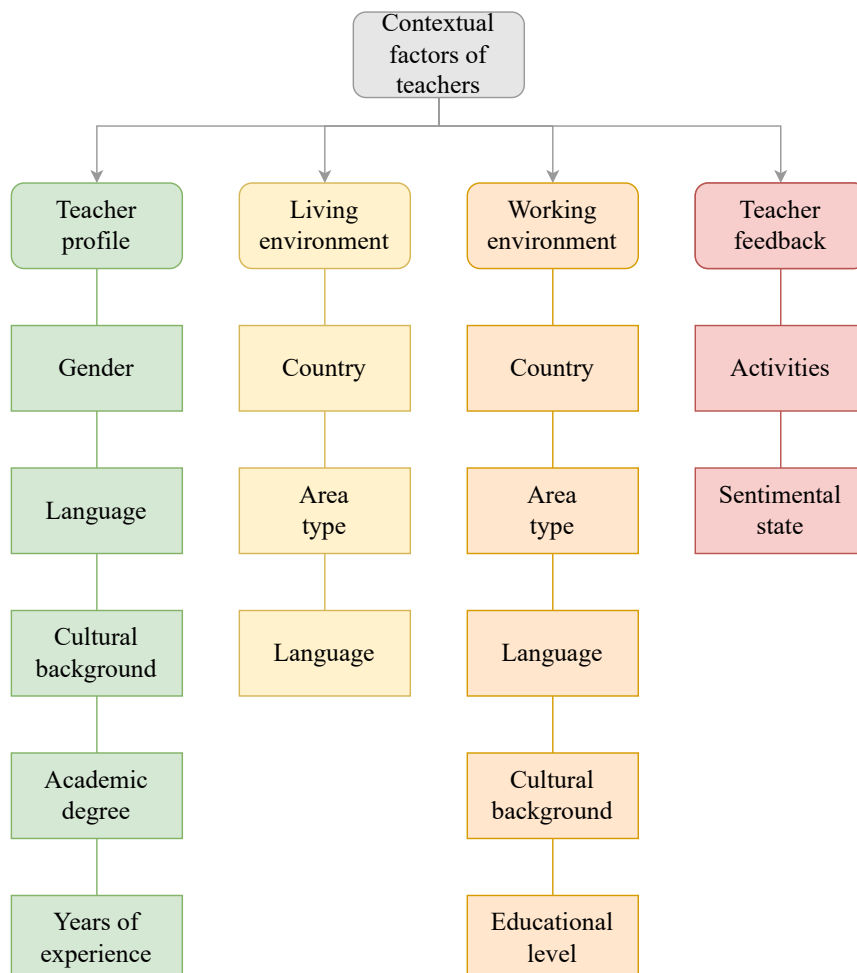 Contextual
factors of
teachers
Teacher
profile
Living
environment
Working
environment
Teacher
feedback
Gender
Country
Country
Activities
Language
Area
type
Area
type
Sentimental
state
Cultural
background
Language
Language
Academic
degree
Cultural
background
Years of
experience
Educational
level